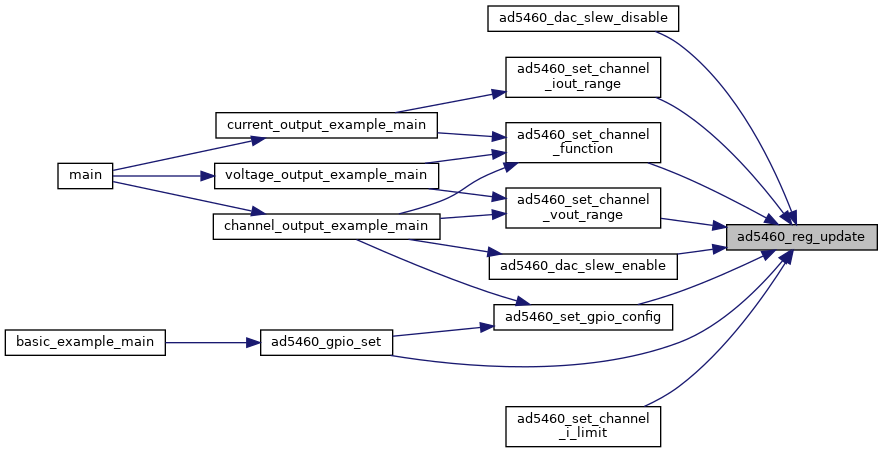 ad5460_dac_slew_disable
ad5460_set_channel
_iout_range
current_output_example_main
ad5460_set_channel
_function
main
voltage_output_example_main
ad5460_set_channel
_vout_range
channel_output_example_main
ad5460_reg_update
ad5460_dac_slew_enable
ad5460_set_gpio_config
basic_example_main
ad5460_gpio_set
ad5460_set_channel
_i_limit